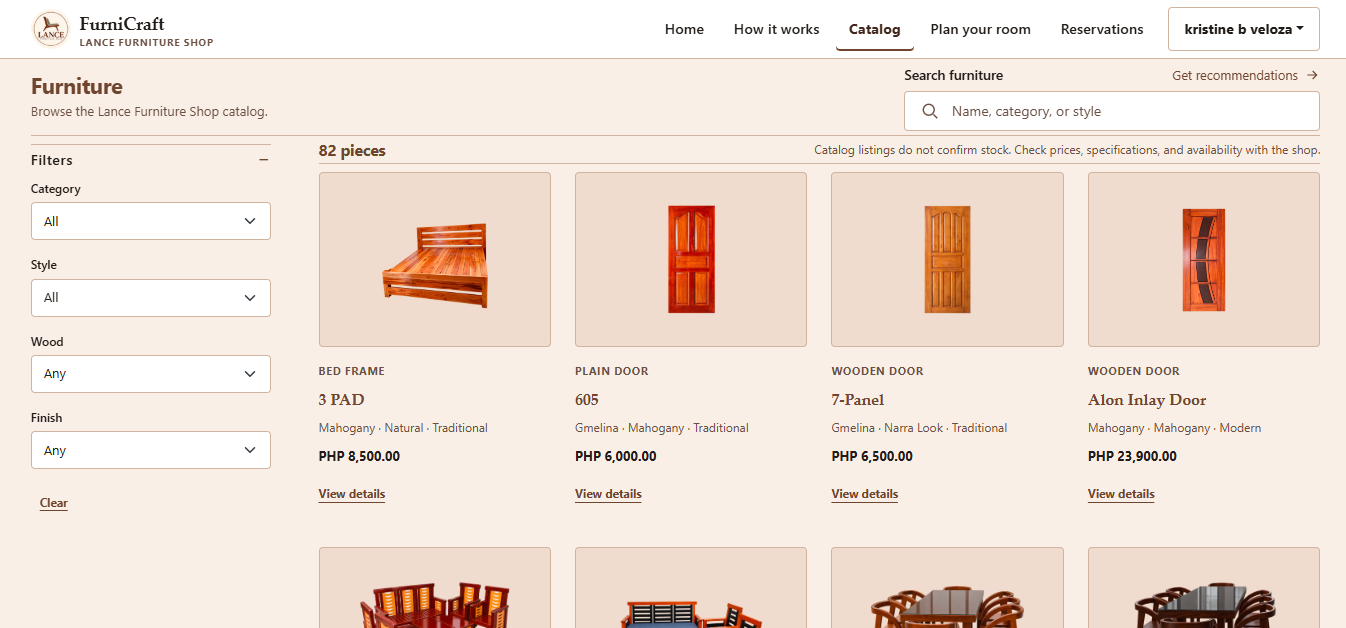 LANCE
FurniCraft
LANCE FURNITURE SHOP
Home
How it works
Catalog
Plan your room
Reservations
kristine b veloza
Furniture
Browse the Lance Furniture Shop catalog.
Search furniture
Get recommendations →
Name, category, or style
Filters
Category
All
Style
All
Wood
Any
Finish
Any
Clear
82 pieces
Catalog listings do not confirm stock. Check prices, specifications, and availability with the shop.
BED FRAME
3 PAD
Mahogany · Natural · Traditional
PHP 8,500.00
View details
PLAIN DOOR
605
Gmelina · Mahogany · Traditional
PHP 6,000.00
View details
WOODEN DOOR
7-Panel
Gmelina · Narra Look · Traditional
PHP 6,500.00
View details
WOODEN DOOR
Alon Inlay Door
Mahogany · Mahogany · Modern
PHP 23,900.00
View details